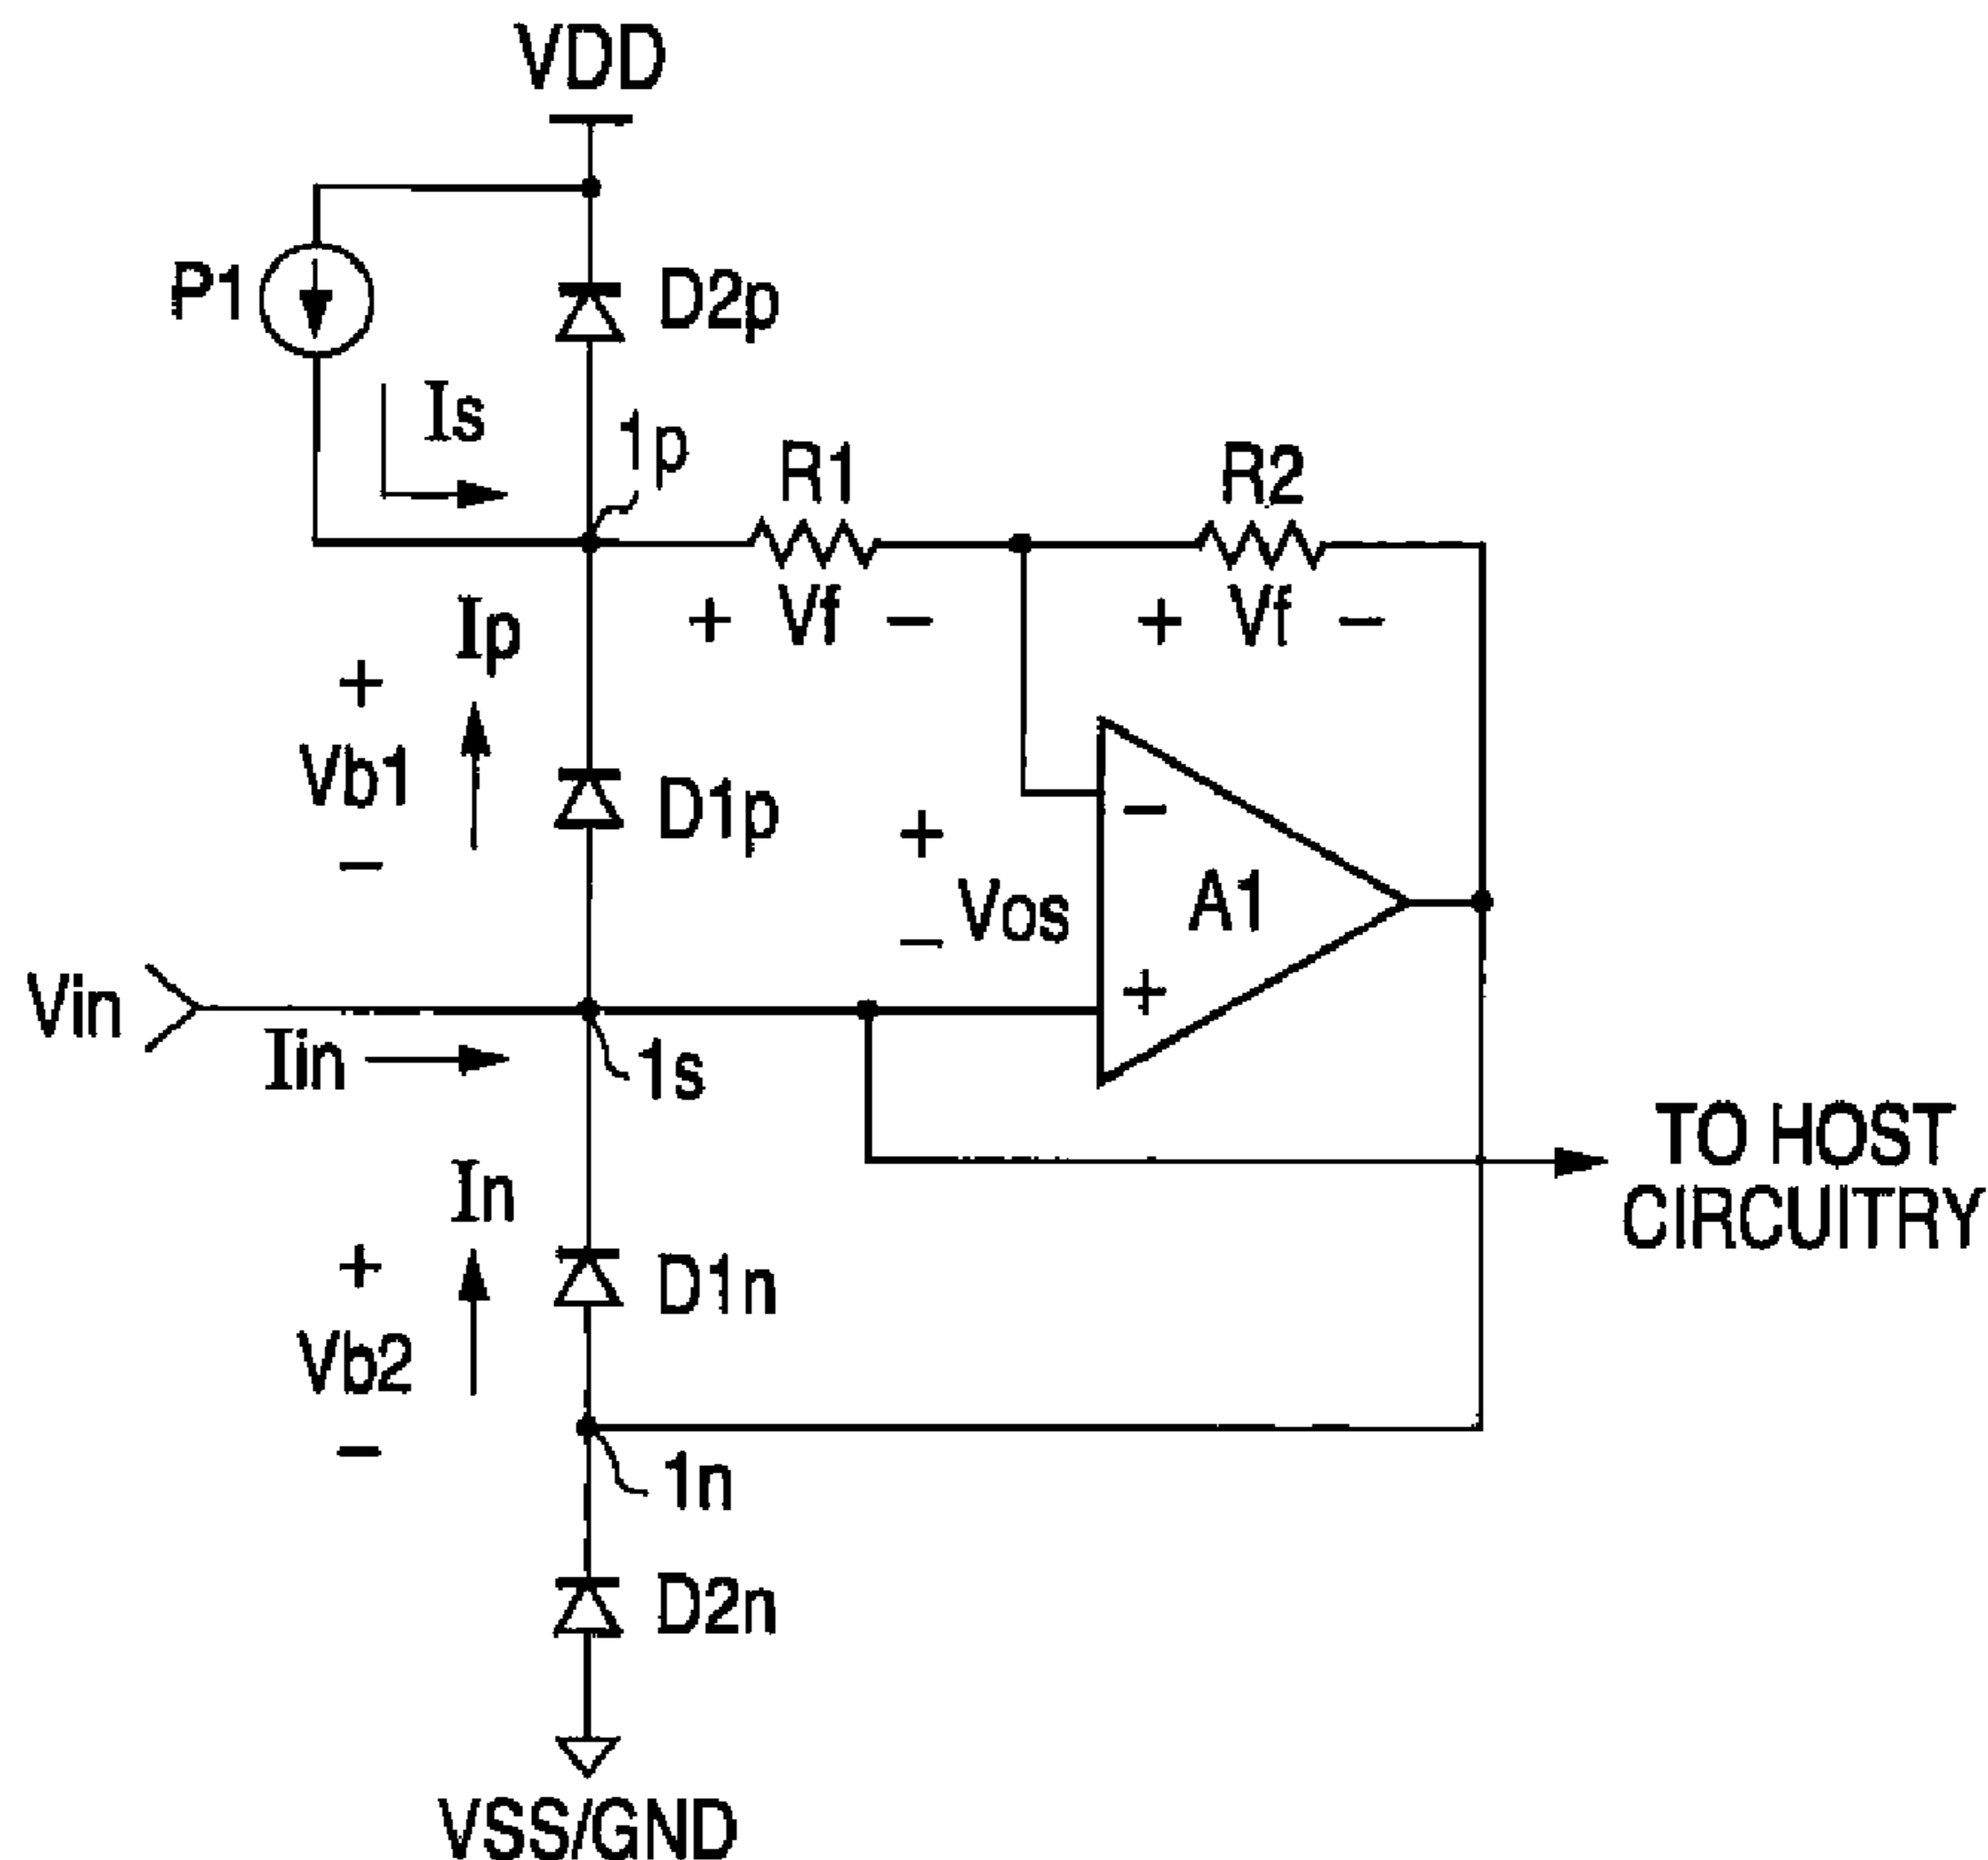 VDD
P1
D2p
Is
1p
R1
R2
Ip
+ Vf −
+ Vf −
+
Vb1
−
D1p
+
Vos
−
−
A1
+
Vin
Iin
1s
TO HOST
CIRCUITRY
In
+
Vb2
−
D1n
1n
D2n
VSS/GND